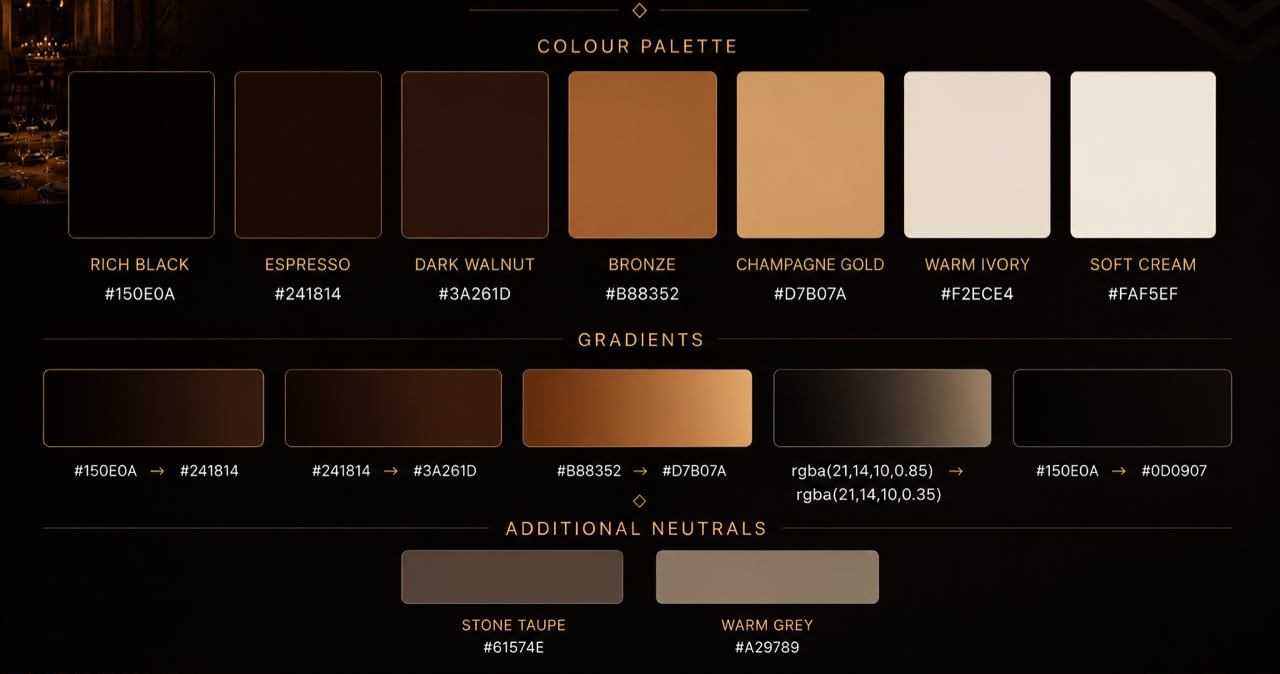 COLOUR PALETTE
RICH BLACK
#150E0A
ESPRESSO
#241814
DARK WALNUT
#3A261D
BRONZE
#B88352
CHAMPAGNE GOLD
#D7B07A
WARM IVORY
#F2ECE4
SOFT CREAM
#FAF5EF
GRADIENTS
#150E0A → #241814
#241814 → #3A261D
#B88352 → #D7B07A
rgba(21,14,10,0.85) →
rgba(21,14,10,0.35)
#150E0A → #0D0907
ADDITIONAL NEUTRALS
STONE TAUPE
#61574E
WARM GREY
#A29789